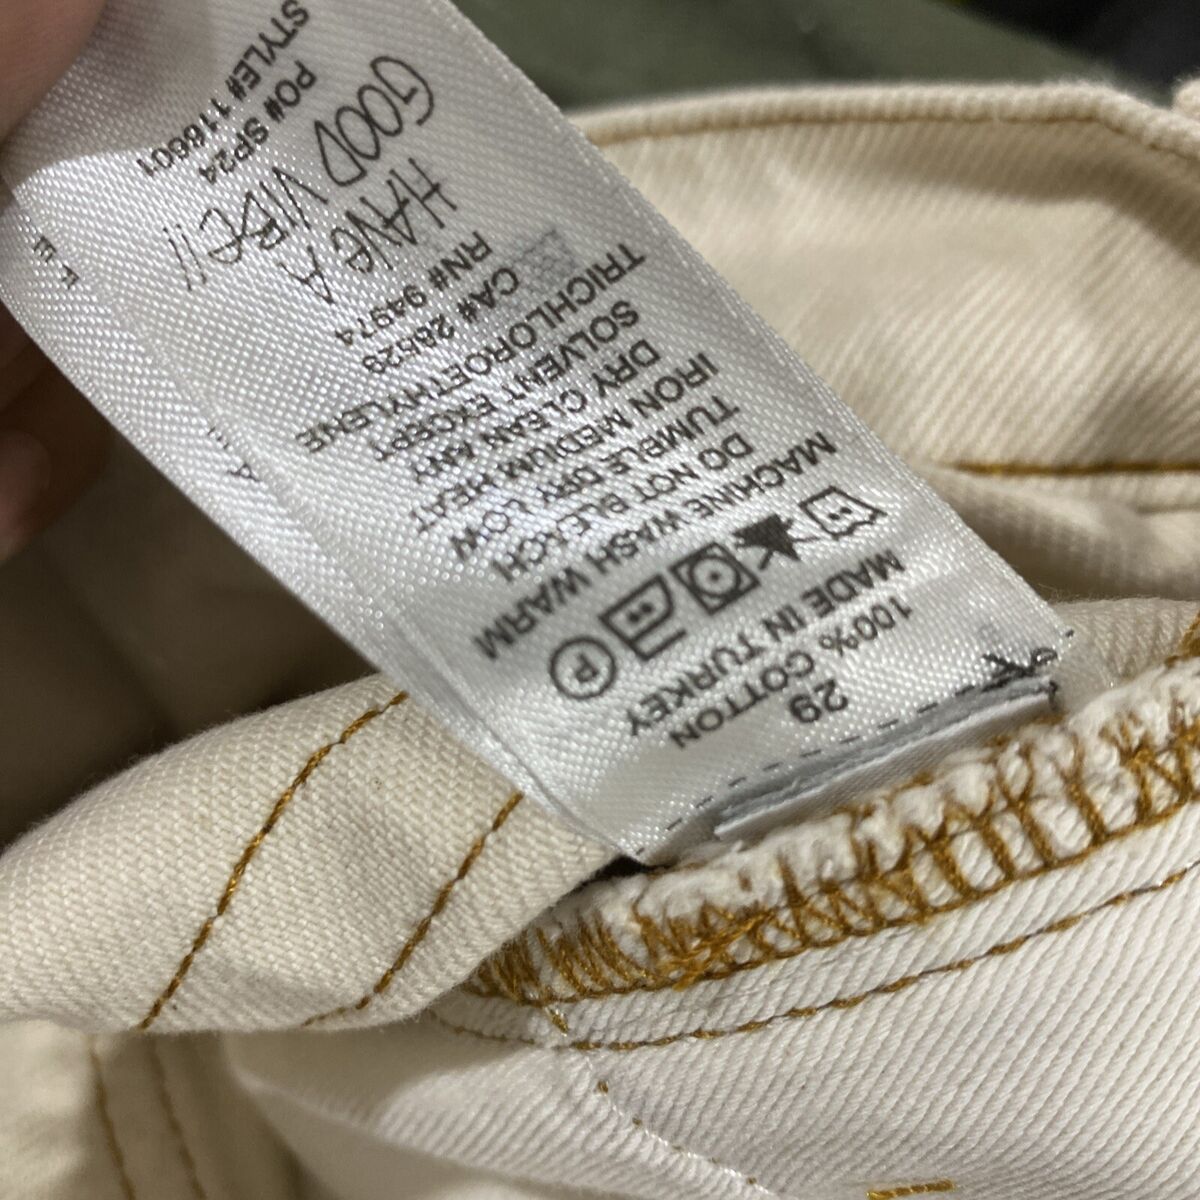 29
100% COTTON
MADE IN TURKEY
P
MACHINE WASH WARM
DO NOT BLEACH
TUMBLE DRY LOW
IRON MEDIUM HEAT
DRY CLEAN ANY
SOLVENT EXCEPT
TRICHLOROETHYLENE
CA# 28529
RN# 94974
HAVE A
GOOD VIBE!!
PO# SP24
STYLE# 116601